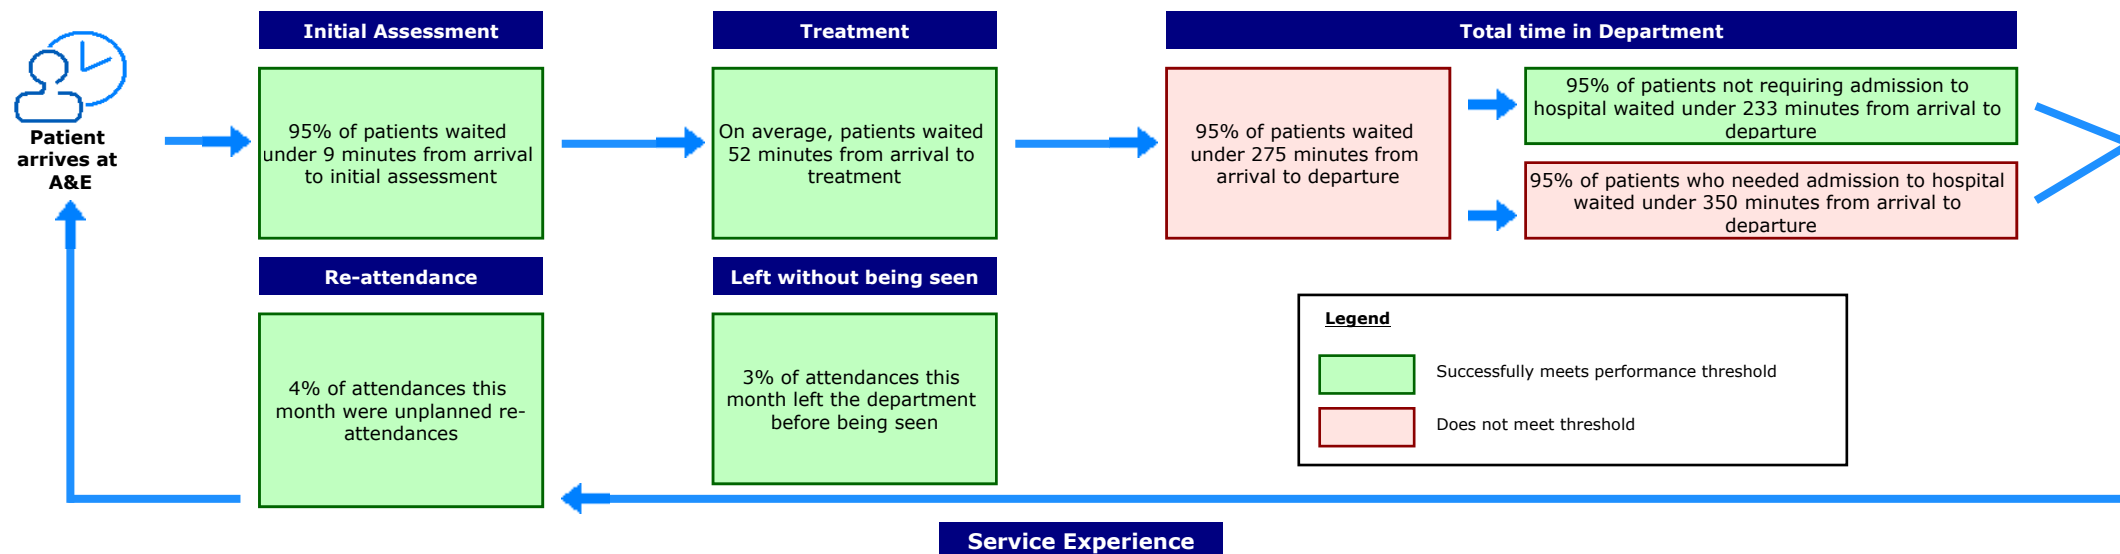 Initial Assessment
Treatment
Total time in Department
Patient
arrives at
A&E
95% of patients waited
under 9 minutes from arrival
to initial assessment
On average, patients waited
52 minutes from arrival to
treatment
95% of patients waited
under 275 minutes from
arrival to departure
95% of patients not requiring admission to
hospital waited under 233 minutes from arrival to
departure
95% of patients who needed admission to hospital
waited under 350 minutes from arrival to
departure
Re-attendance
Left without being seen
4% of attendances this
month were unplanned re-
attendances
3% of attendances this
month left the department
before being seen
Legend
Successfully meets performance threshold
Does not meet threshold
Service Experience